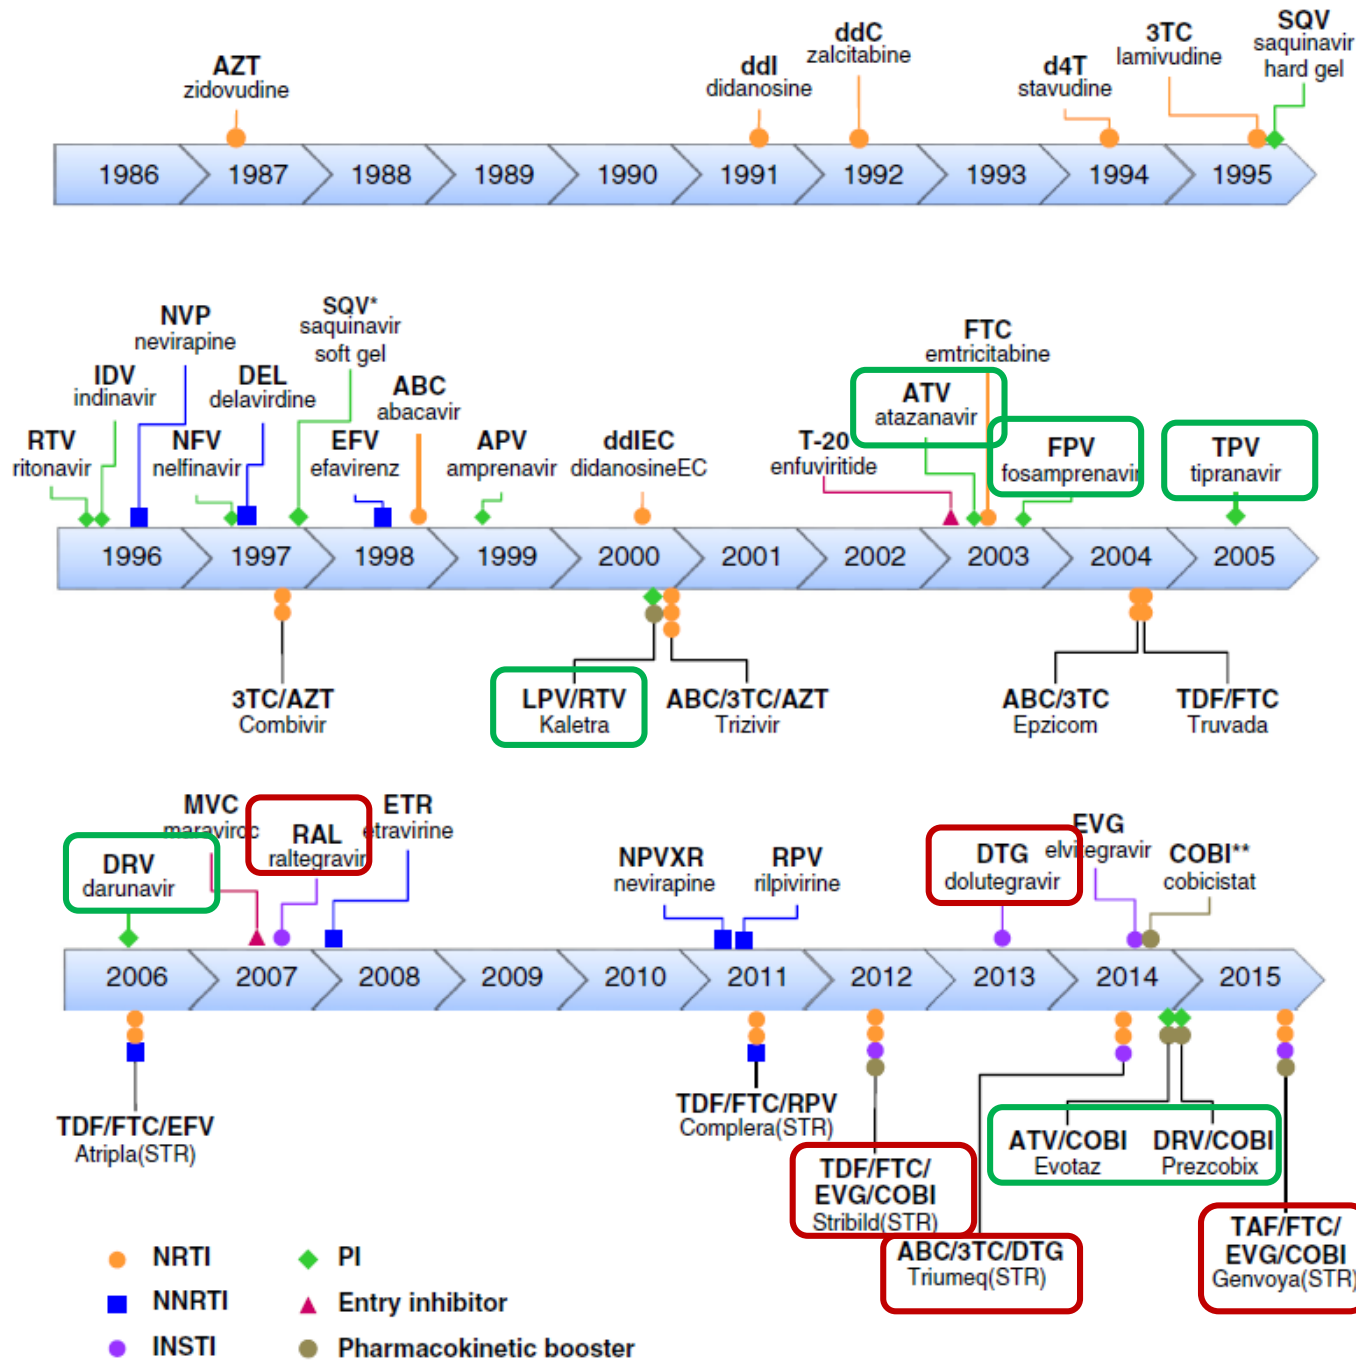 AZT
zidovudine
ddI
didanosine
ddC
zalcitabine
d4T
stavudine
3TC
lamivudine
SQV
saquinavir
hard gel
1986 1987 1988 1989 1990 1991 1992 1993 1994 1995
RTV
ritonavir
IDV
indinavir
NVP
nevirapine
NFV
nelfinavir
DEL
delavirdine
SQV*
saquinavir
soft gel
EFV
efavirenz
ABC
abacavir
APV
amprenavir
ddIEC
didanosineEC
T-20
enfuviritide
ATV
atazanavir
FTC
emtricitabine
FPV
fosamprenavir
TPV
tipranavir
1996 1997 1998 1999 2000 2001 2002 2003 2004 2005
3TC/AZT
Combivir
LPV/RTV
Kaletra
ABC/3TC/AZT
Trizivir
ABC/3TC
Epzicom
TDF/FTC
Truvada
DRV
darunavir
MVC
maraviroc
RAL
raltegravir
ETR
etravirine
NPVXR
nevirapine
RPV
rilpivirine
DTG
dolutegravir
EVG
elvitegravir
COBI**
cobicistat
2006 2007 2008 2009 2010 2011 2012 2013 2014 2015
TDF/FTC/EFV
Atripla(STR)
TDF/FTC/RPV
Complera(STR)
TDF/FTC/
EVG/COBI
Stribild(STR)
ABC/3TC/DTG
Triumeq(STR)
ATV/COBI
Evotaz
DRV/COBI
Prezcobix
TAF/FTC/
EVG/COBI
Genvoya(STR)
NRTI
NNRTI
INSTI
PI
Entry inhibitor
Pharmacokinetic booster